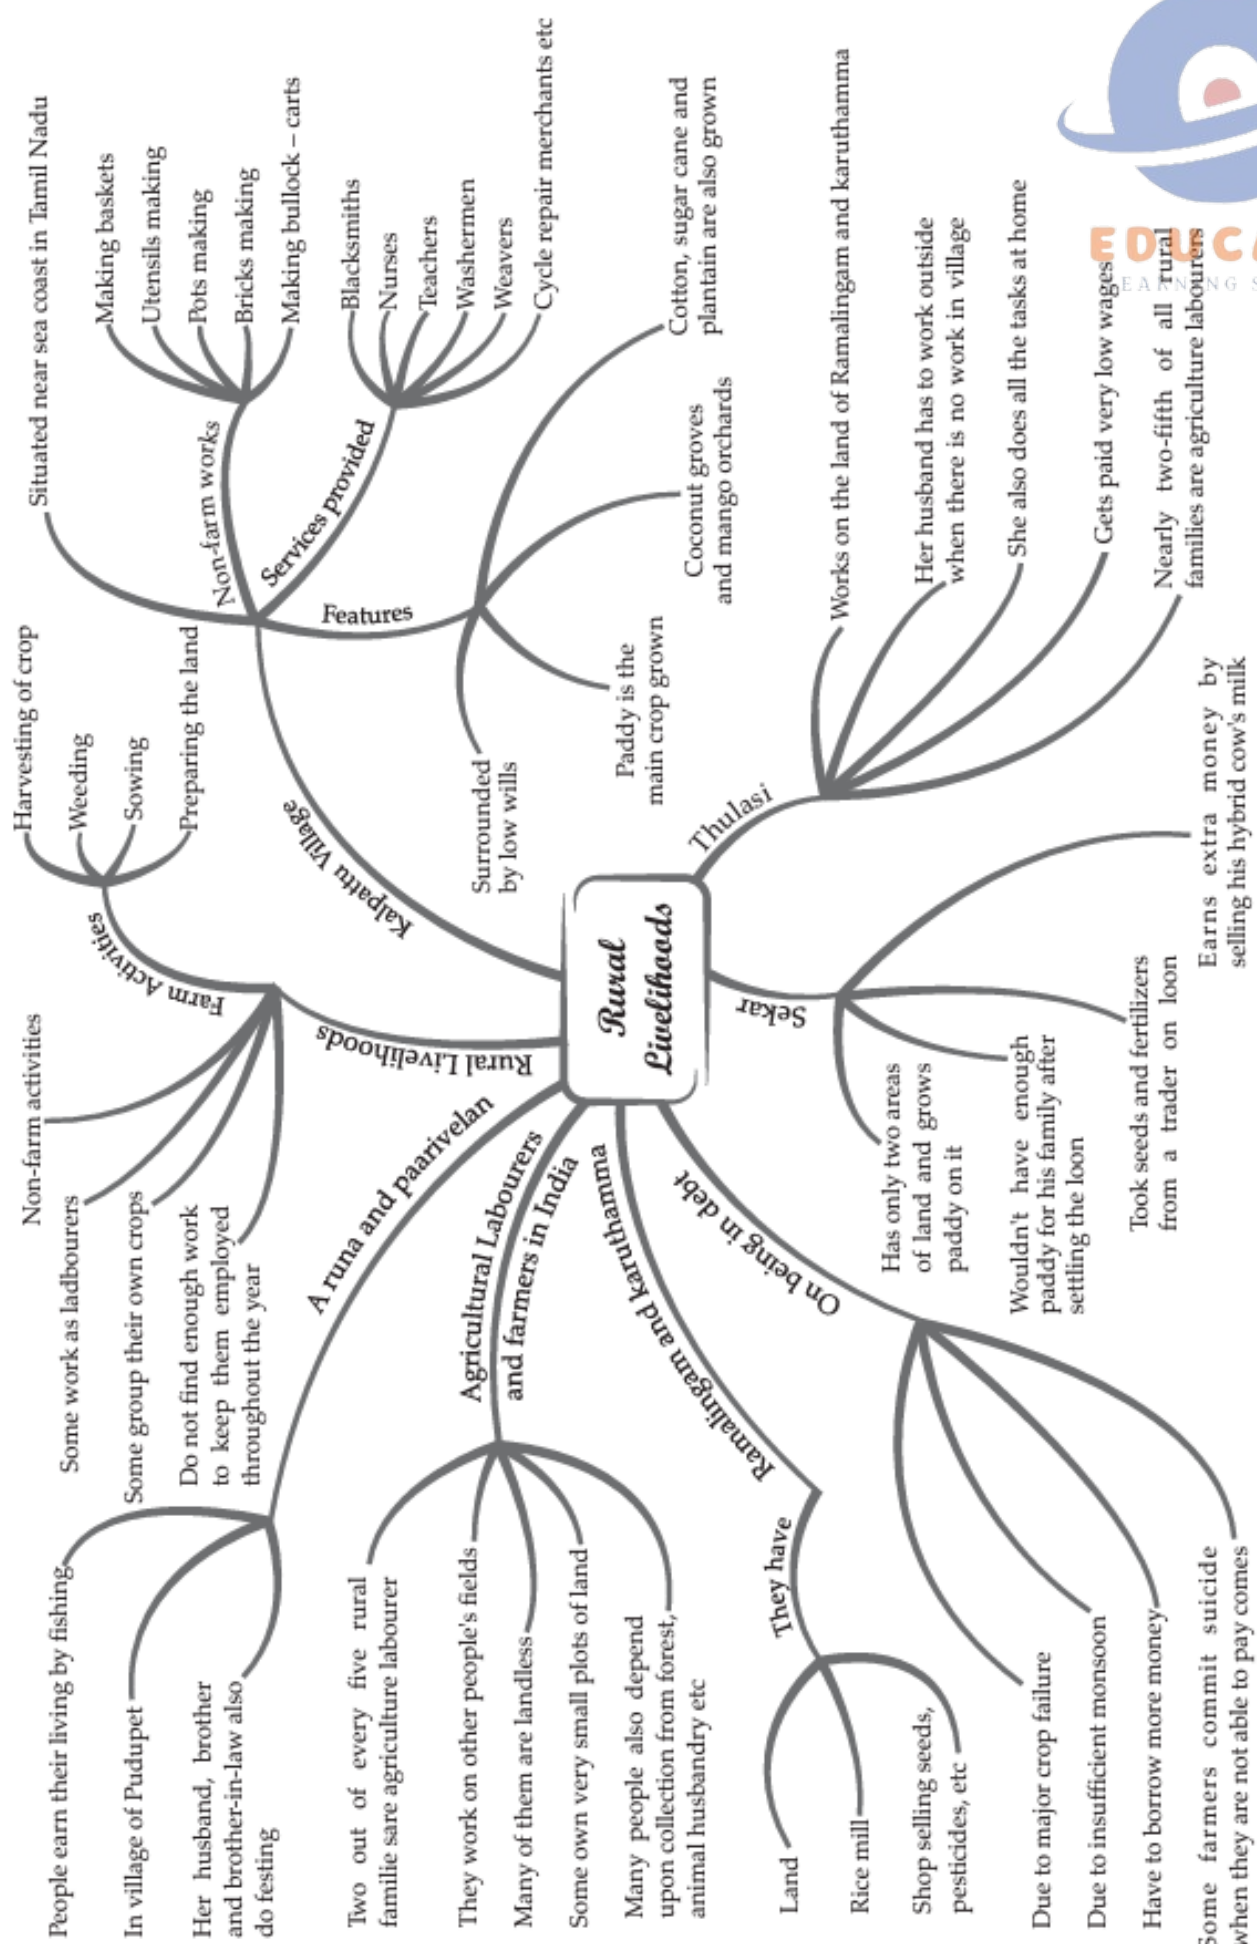 Rural
Livelihoods
Kalpattu Village
Situated near sea coast in Tamil Nadu
Non-farm works
Making baskets
Utensils making
Pots making
Bricks making
Making bullock – carts
Services provided
Blacksmiths
Nurses
Teachers
Washermen
Weavers
Cycle repair merchants etc
Features
Cotton, sugar cane and
plantain are also grown
Coconut groves
and mango orchards
Paddy is the
main crop grown
Surrounded
by low wills
Thulasi
Works on the land of Ramalingam and karuthamma
Her husband has to work outside
when there is no work in village
She also does all the tasks at home
Gets paid very low wages
Nearly two-fifth of all rural
families are agriculture labourers
Sekar
Earns extra money by
selling his hybrid cow's milk
Took seeds and fertilizers
from a trader on loon
Wouldn't have enough
paddy for his family after
settling the loon
Has only two areas
of land and grows
paddy on it
On being in debt
Due to major crop failure
Due to insufficient monsoon
Have to borrow more money
Some farmers commit suicide
when they are not able to pay comes
Ramalingam and karuthamma
They have
Land
Rice mill
Shop selling seeds,
pesticides, etc
Agricultural Labourers
and farmers in India
Two out of every five rural
familie sare agriculture labourer
They work on other people's fields
Many of them are landless
Some own very small plots of land
Many people also depend
upon collection from forest,
animal husbandry etc
A runa and paarivelan
People earn their living by fishing
In village of Pudupet
Her husband, brother
and brother-in-law also
do festing
Rural Livelihoods
Farm Activities
Harvesting of crop
Weeding
Sowing
Preparing the land
Non-farm activities
Some work as ladbourers
Some group their own crops
Do not find enough work
to keep them employed
throughout the year